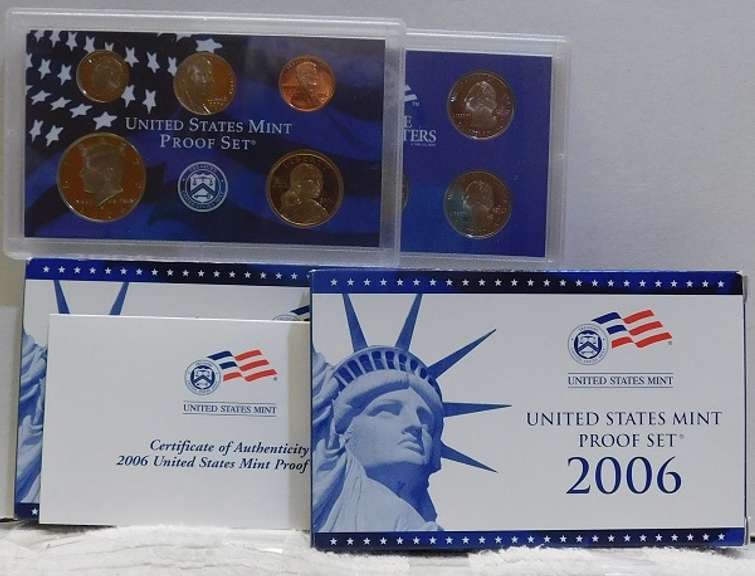 UNITED STATES MINT
PROOF SET®
TERS
UNITED STATES MINT
Certificate of Authenticity
2006 United States Mint Proof
UNITED STATES MINT
UNITED STATES MINT
PROOF SET®
2006